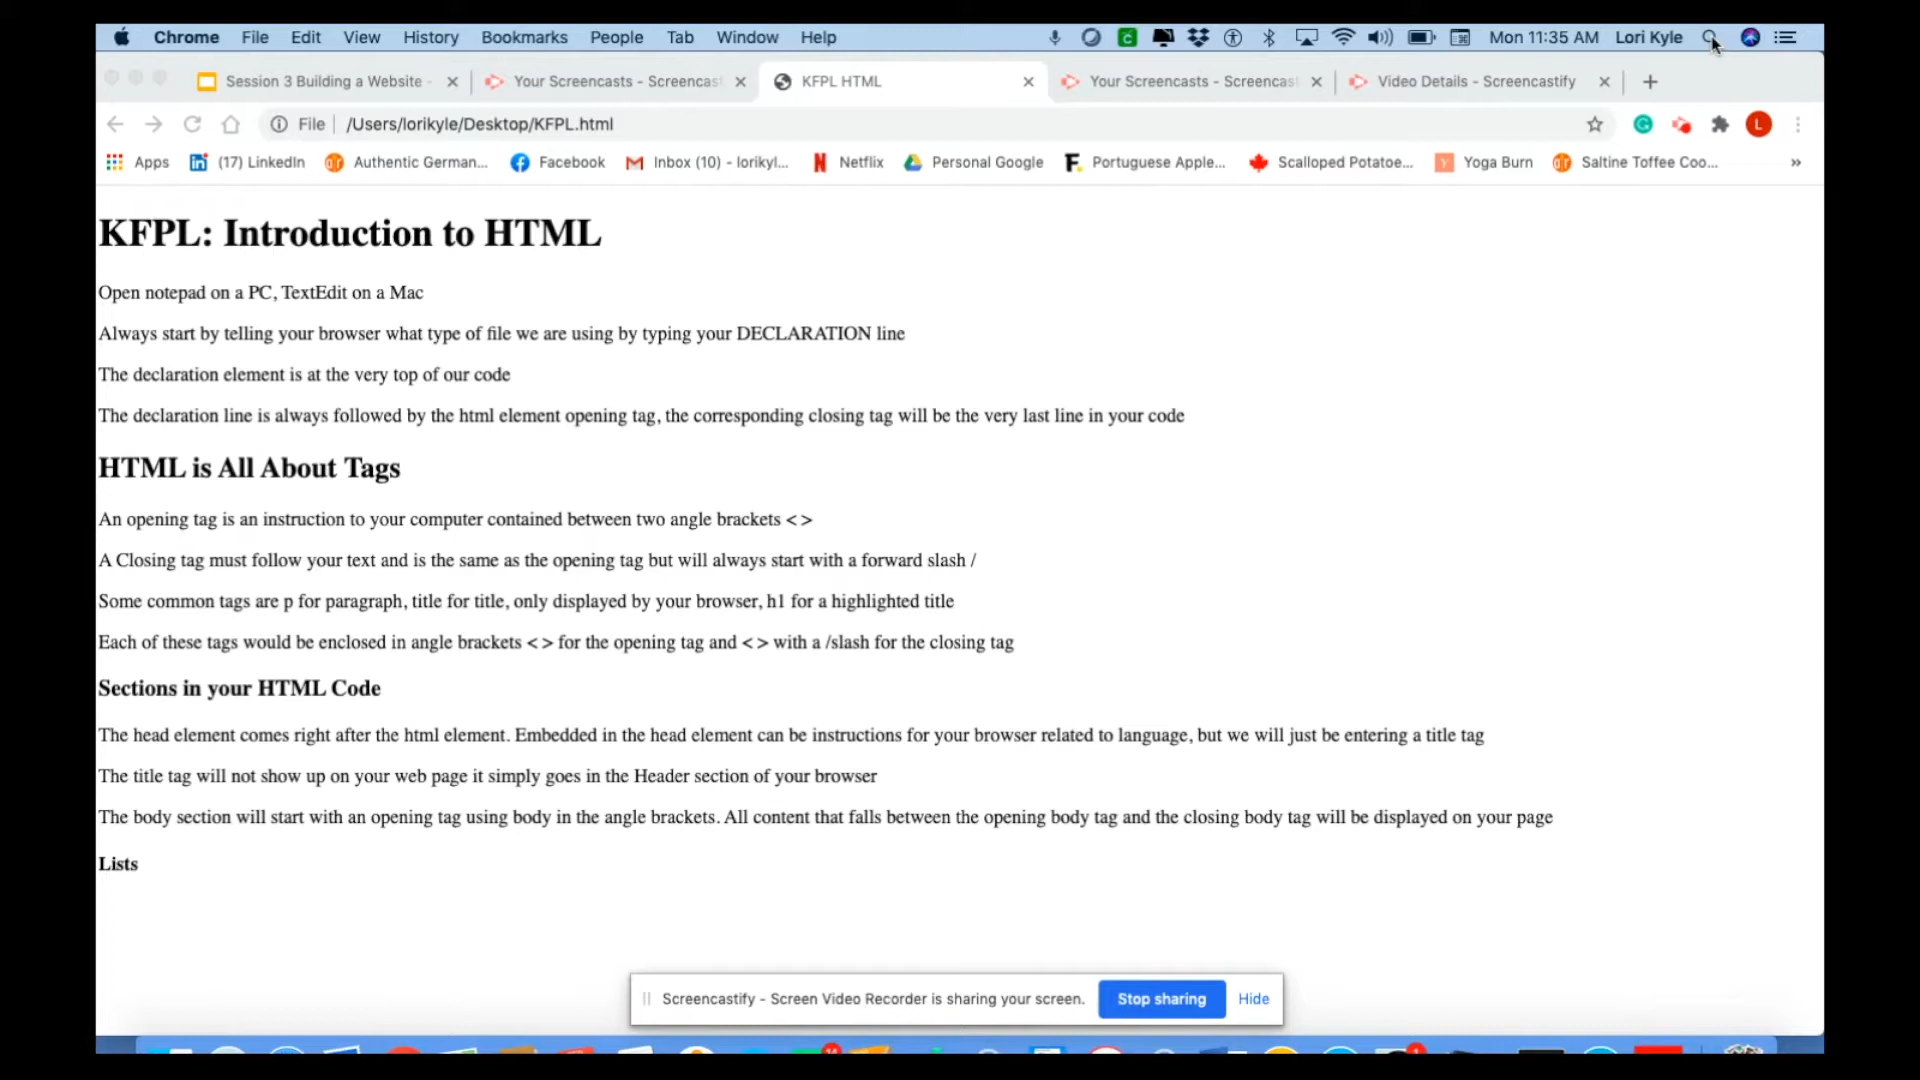 Chrome File Edit View History Bookmarks People Tab Window Help Mon 11:35 AM Lori Kyle
Session 3 Building a Website - Your Screencasts - Screencast KFPL HTML Your Screencasts - Screencast Video Details - Screencastify
File /Users/lorikyle/Desktop/KFPL.html L
Apps (17) LinkedIn Authentic German... Facebook Inbox (10) - lorikyl... Netflix Personal Google Portuguese Apple... Scalloped Potatoe... Yoga Burn Saltine Toffee Coo... »
KFPL: Introduction to HTML
Open notepad on a PC, TextEdit on a Mac
Always start by telling your browser what type of file we are using by typing your DECLARATION line
The declaration element is at the very top of our code
The declaration line is always followed by the html element opening tag, the corresponding closing tag will be the very last line in your code
HTML is All About Tags
An opening tag is an instruction to your computer contained between two angle brackets < >
A Closing tag must follow your text and is the same as the opening tag but will always start with a forward slash /
Some common tags are p for paragraph, title for title, only displayed by your browser, h1 for a highlighted title
Each of these tags would be enclosed in angle brackets < > for the opening tag and < > with a /slash for the closing tag
Sections in your HTML Code
The head element comes right after the html element. Embedded in the head element can be instructions for your browser related to language, but we will just be entering a title tag
The title tag will not show up on your web page it simply goes in the Header section of your browser
The body section will start with an opening tag using body in the angle brackets. All content that falls between the opening body tag and the closing body tag will be displayed on your page
Lists
Screencastify - Screen Video Recorder is sharing your screen. Stop sharing Hide